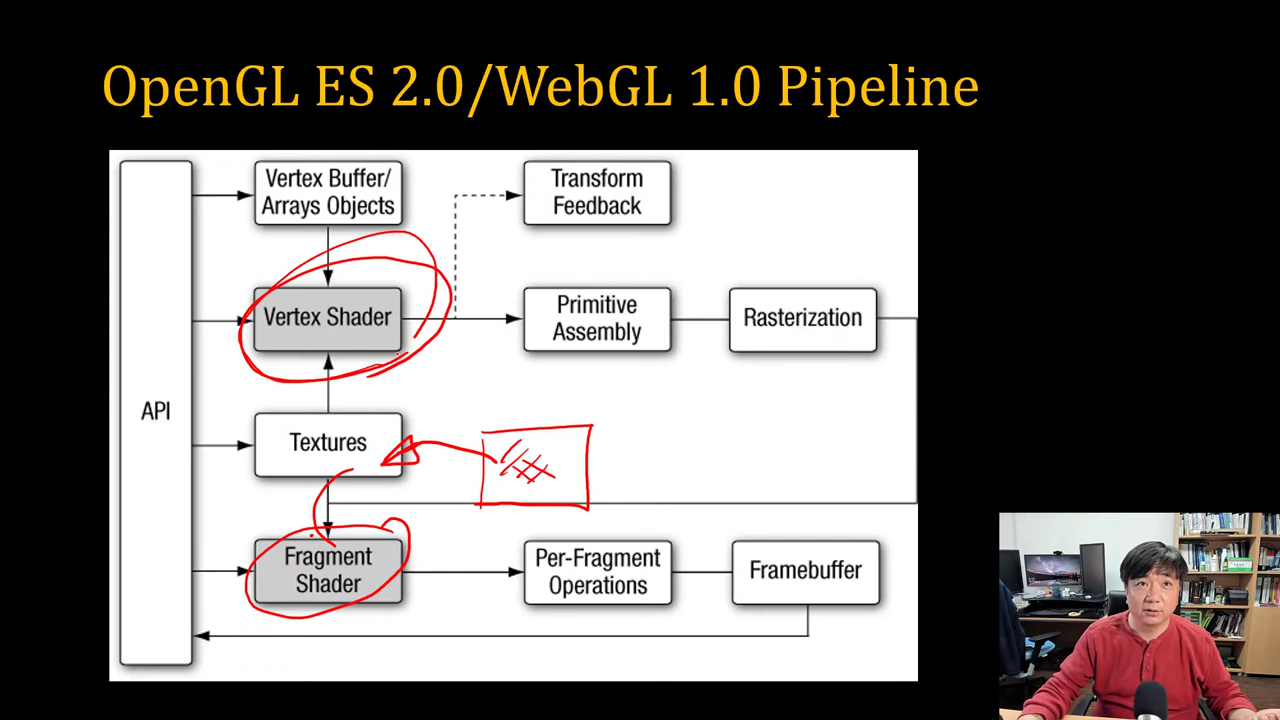 OpenGL ES 2.0/WebGL 1.0 Pipeline
Vertex Buffer/
Arrays Objects
Transform
Feedback
Vertex Shader
Primitive
Assembly
Rasterization
API
Textures
Fragment
Shader
Per-Fragment
Operations
Framebuffer